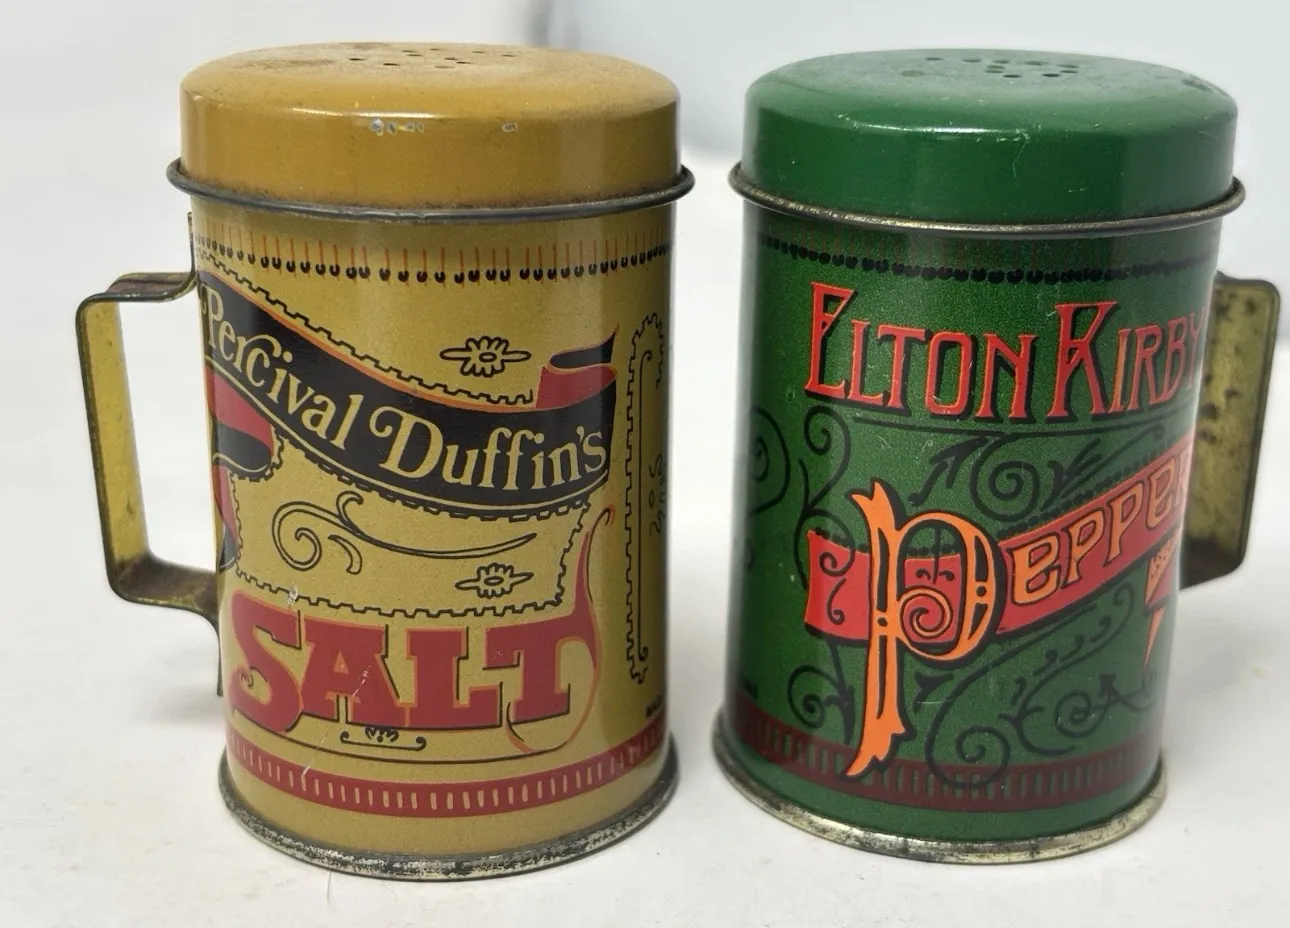 Percival Duffin's
SALT
ELTON KIRBY
PEPPER